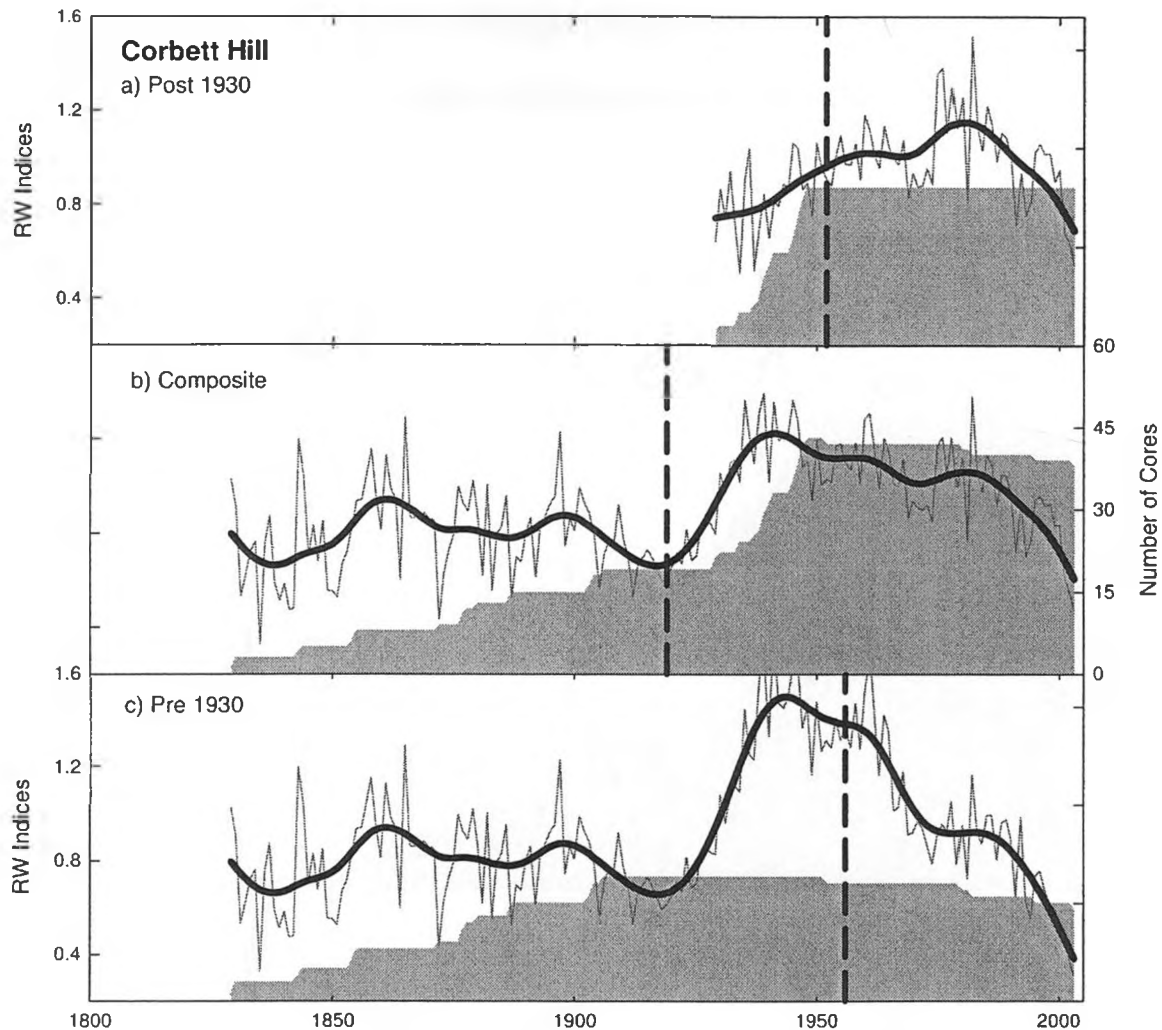 Corbett Hill
a) Post 1930
1.6
1.2
0.8
0.4
RW Indices
b) Composite
60
45
30
15
0
Number of Cores
c) Pre 1930
1.6
1.2
0.8
0.4
RW Indices
1800
1850
1900
1950
2000